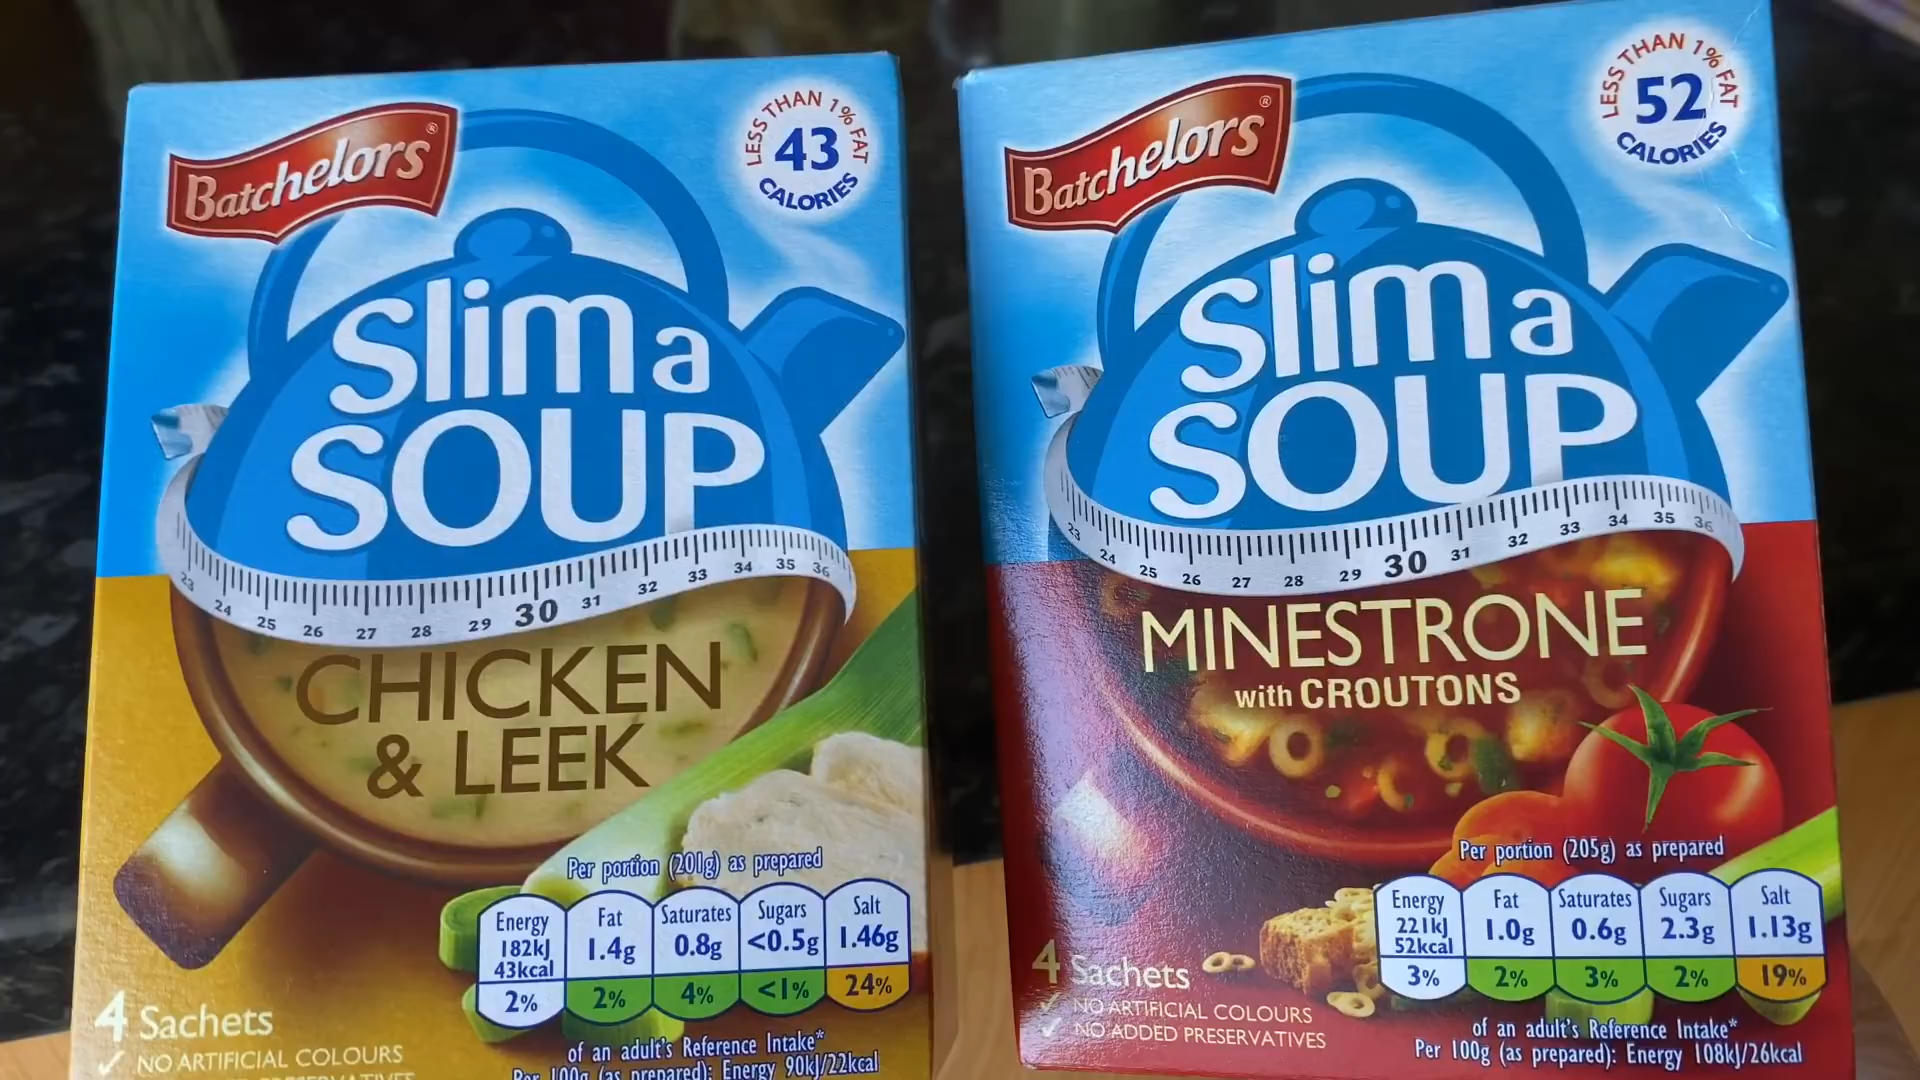 Batchelors®
LESS THAN 1% FAT
43
CALORIES
Slim a
SOUP
23 24 25 26 27 28 29 30 31 32 33 34 35 36
CHICKEN
& LEEK
Per portion (201g) as prepared
Energy Fat Saturates Sugars Salt
182kJ 1.4g 0.8g <0.5g 1.46g
43kcal
2% 2% 4% <1% 24%
of an adult's Reference Intake*
Per 100g (as prepared): Energy 90kJ/22kcal
4 Sachets
✓ NO ARTIFICIAL COLOURS
PRESERVATIVES
Batchelors®
LESS THAN 1% FAT
52
CALORIES
Slim a
SOUP
23 24 25 26 27 28 29 30 31 32 33 34 35 36
MINESTRONE
with CROUTONS
Per portion (205g) as prepared
Energy Fat Saturates Sugars Salt
221kJ 1.0g 0.6g 2.3g 1.13g
52kcal
3% 2% 3% 2% 19%
of an adult's Reference Intake*
Per 100g (as prepared): Energy 108kJ/26kcal
4 Sachets
✓ NO ARTIFICIAL COLOURS
✓ NO ADDED PRESERVATIVES